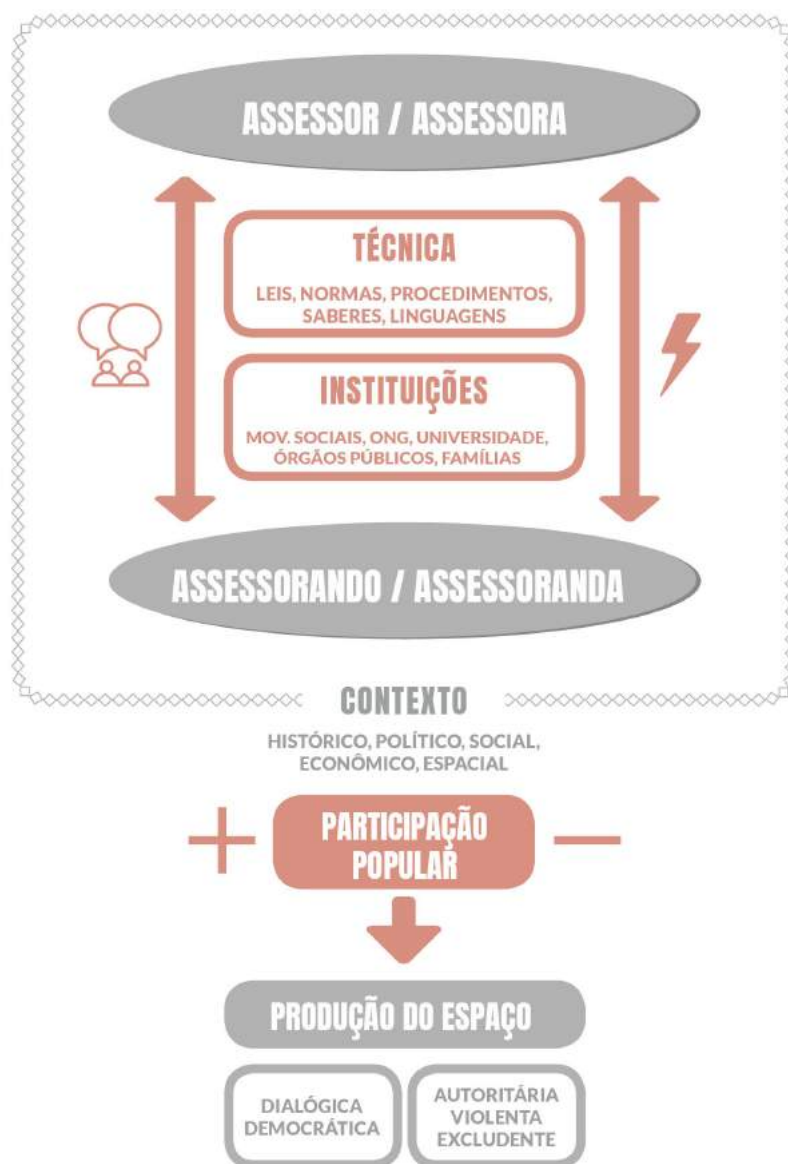 ASSESSOR / ASSESSORA
TÉCNICA
LEIS, NORMAS, PROCEDIMENTOS,
SABERES, LINGUAGENS
INSTITUIÇÕES
MOV. SOCIAIS, ONG, UNIVERSIDADE,
ÓRGÃOS PÚBLICOS, FAMÍLIAS
ASSESSORANDO / ASSESSORANDA
CONTEXTO
HISTÓRICO, POLÍTICO, SOCIAL,
ECONÔMICO, ESPACIAL
PARTICIPAÇÃO
POPULAR
PRODUÇÃO DO ESPAÇO
DIALÓGICA
DEMOCRÁTICA
AUTORITÁRIA
VIOLENTA
EXCLUDENTE